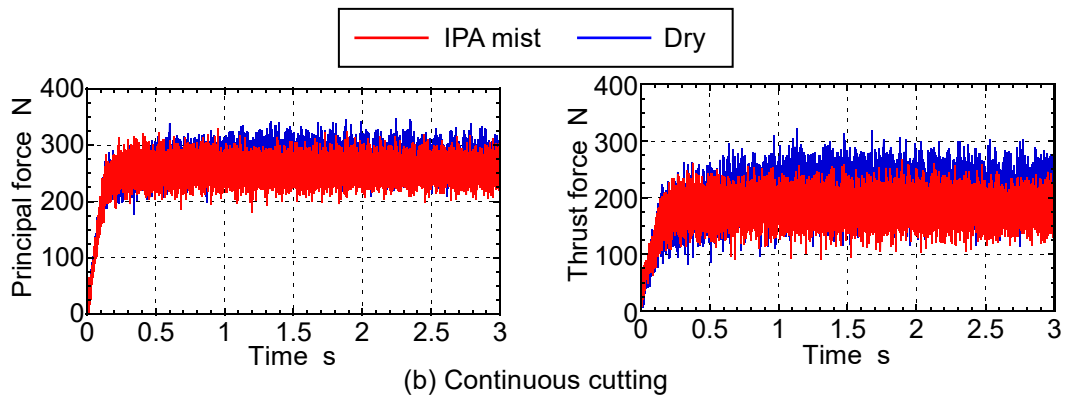 IPA mist Dry
400
300
200
100
0
Principal force N
0 0.5 1 1.5 2 2.5 3
Time s
400
300
200
100
0
Thrust force N
0 0.5 1 1.5 2 2.5 3
Time s
(b) Continuous cutting